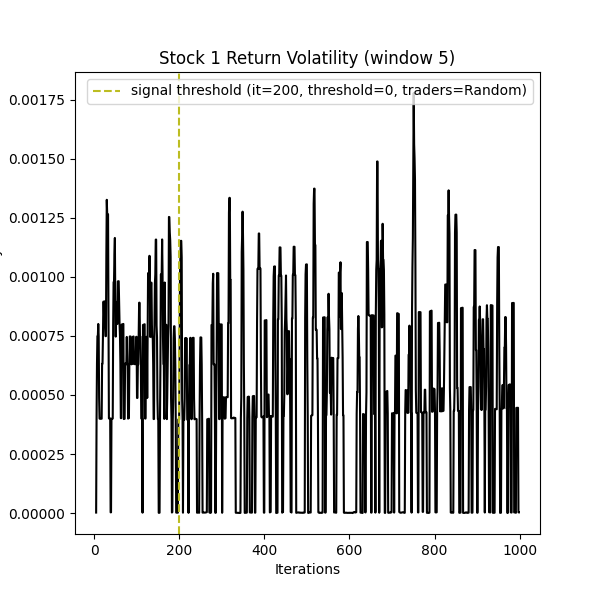 Stock 1 Return Volatility (window 5)
signal threshold (it=200, threshold=0, traders=Random)
0.00175
0.00150
0.00125
0.00100
0.00075
0.00050
0.00025
0.00000
0 200 400 600 800 1000
Iterations